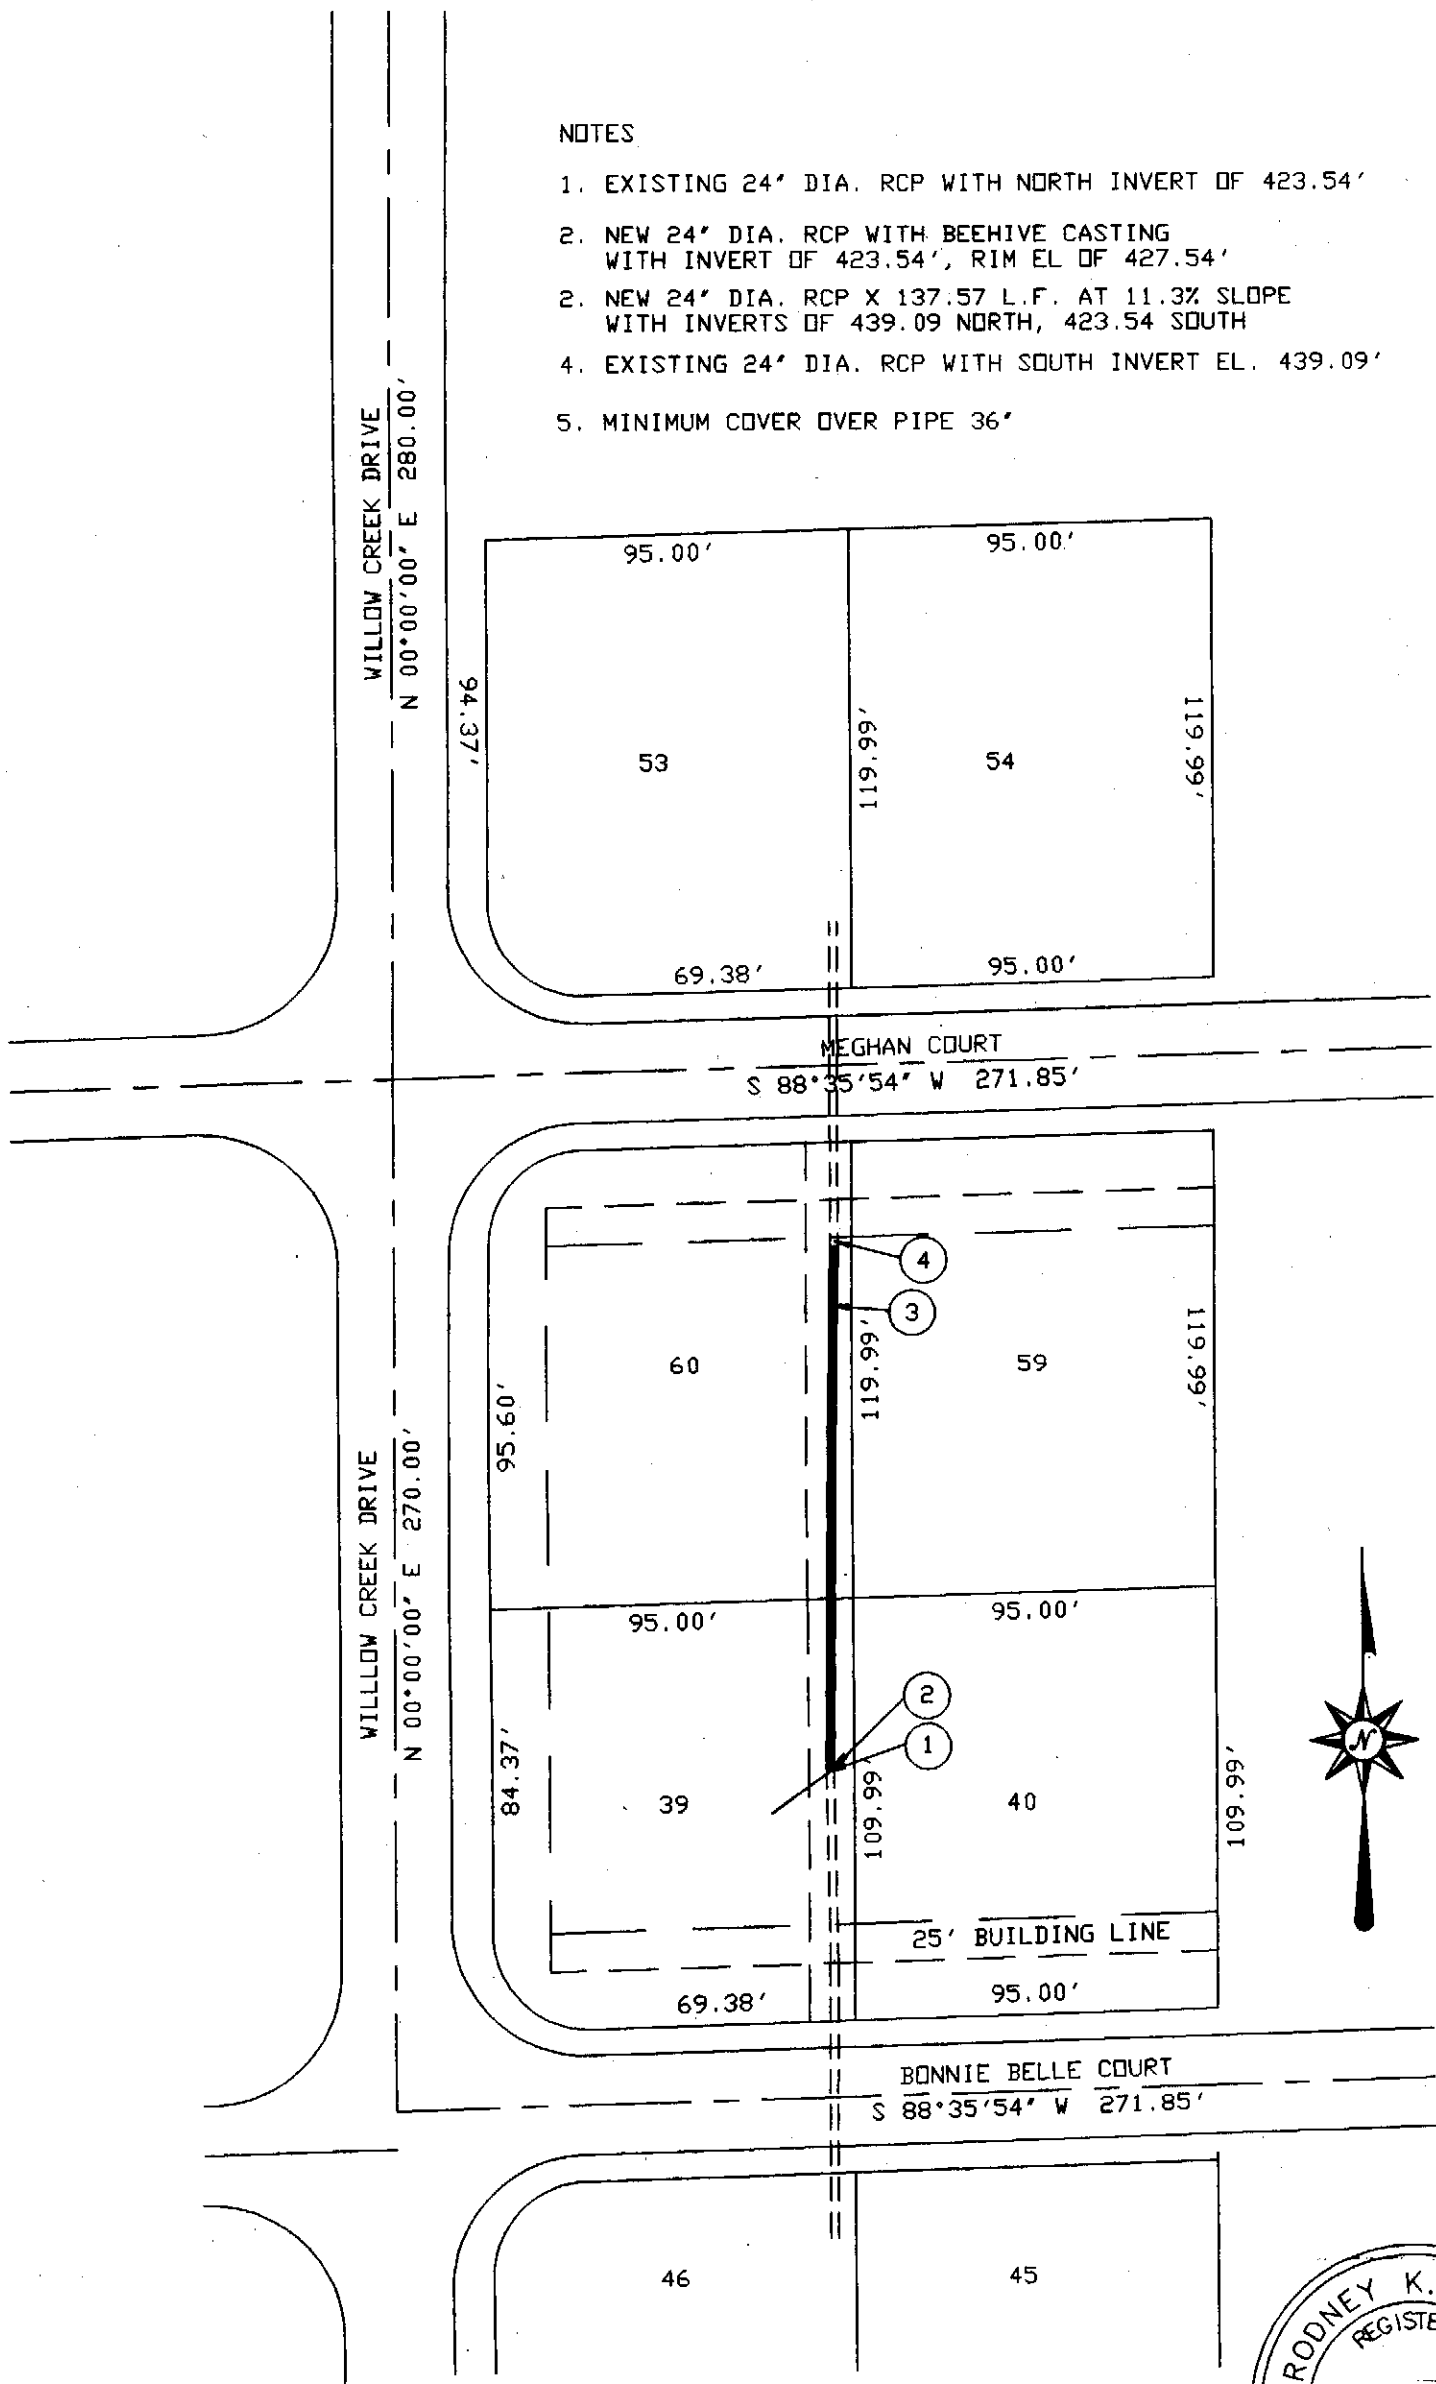 NOTES
1. EXISTING 24" DIA. RCP WITH NORTH INVERT OF 423.54'
2. NEW 24" DIA. RCP WITH BEEHIVE CASTING
WITH INVERT OF 423.54', RIM EL OF 427.54'
2. NEW 24" DIA. RCP X 137.57 L.F. AT 11.3% SLOPE
WITH INVERTS OF 439.09 NORTH, 423.54 SOUTH
4. EXISTING 24" DIA. RCP WITH SOUTH INVERT EL. 439.09'
5. MINIMUM COVER OVER PIPE 36"
WILLOW CREEK DRIVE
N 00°00'00" E 280.00'
95.00'
95.00'
94.37'
53
119.99'
54
119.99'
69.38'
95.00'
MEGHAN COURT
S 88°35'54" W 271.85'
4
3
60
119.99'
59
119.99'
95.60'
WILLLOW CREEK DRIVE
N 00°00'00" E 270.00'
95.00'
95.00'
2
1
84.37'
39
109.99'
40
109.99'
N
25' BUILDING LINE
69.38'
95.00'
BONNIE BELLE COURT
S 88°35'54" W 271.85'
46
45
RODNEY K.
REGISTE